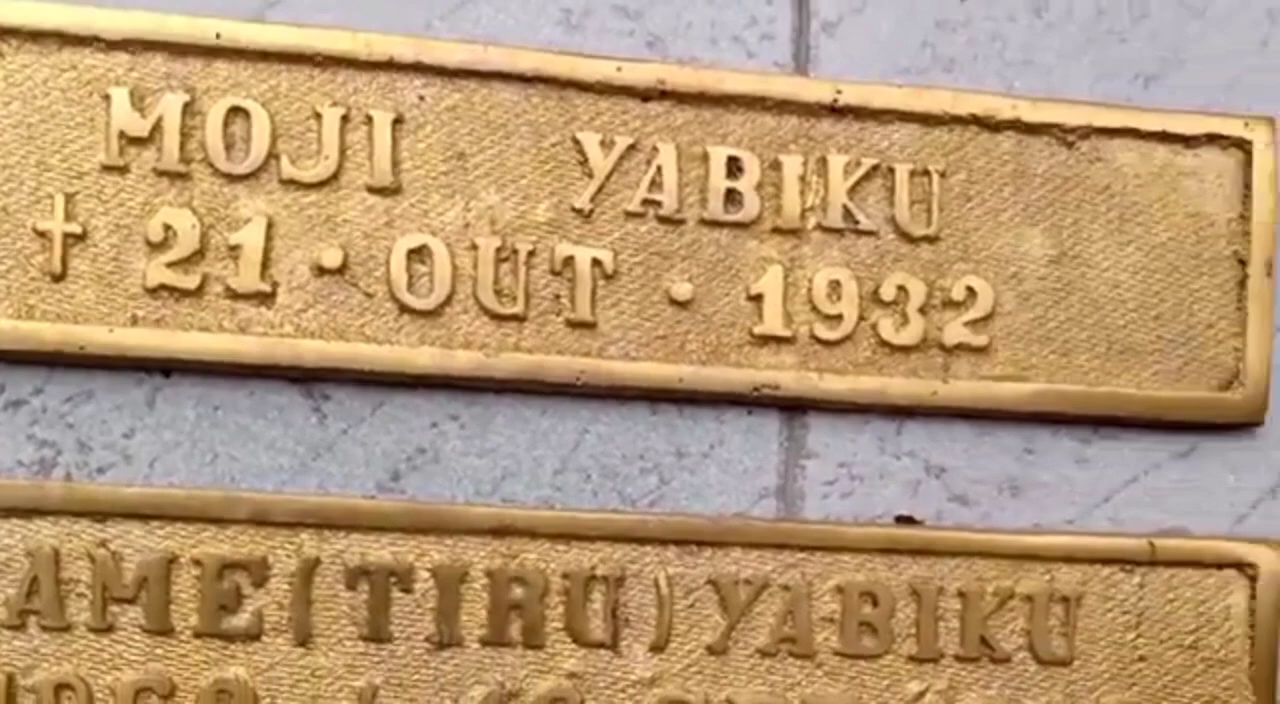 MOJI YABIKU
† 21 · OUT · 1932
AME(TIRU) YABIKU